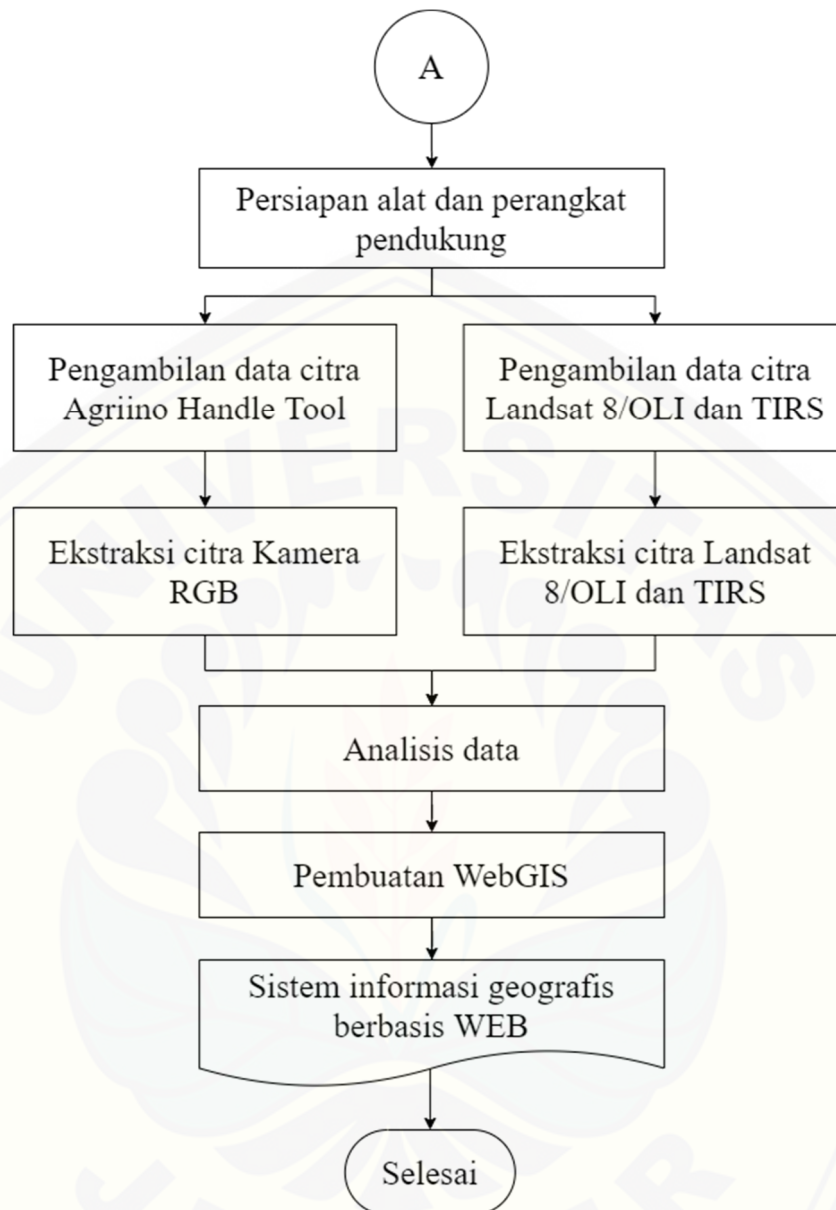 A
Persiapan alat dan perangkat
pendukung
Pengambilan data citra
Agriino Handle Tool
Pengambilan data citra
Landsat 8/OLI dan TIRS
Ekstraksi citra Kamera
RGB
Ekstraksi citra Landsat
8/OLI dan TIRS
Analisis data
Pembuatan WebGIS
Sistem informasi geografis
berbasis WEB
Selesai
UNIVERSITAS